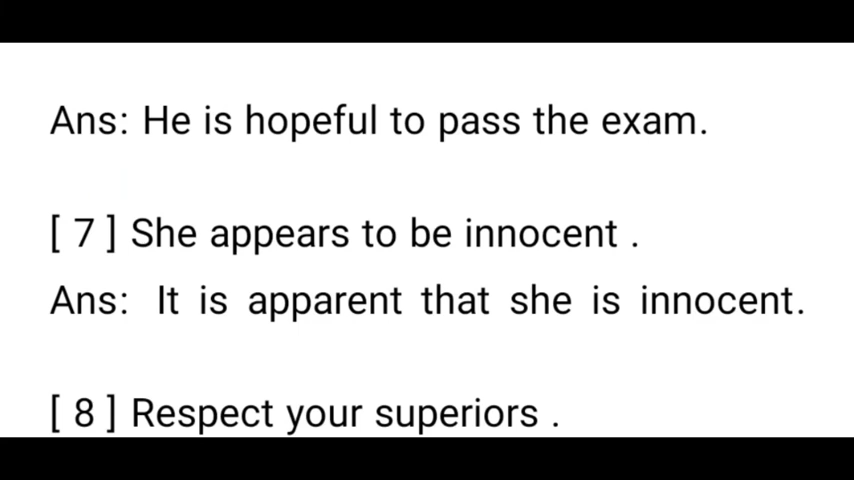 Ans: He is hopeful to pass the exam.
[ 7 ] She appears to be innocent .
Ans: It is apparent that she is innocent.
[ 8 ] Respect your superiors .